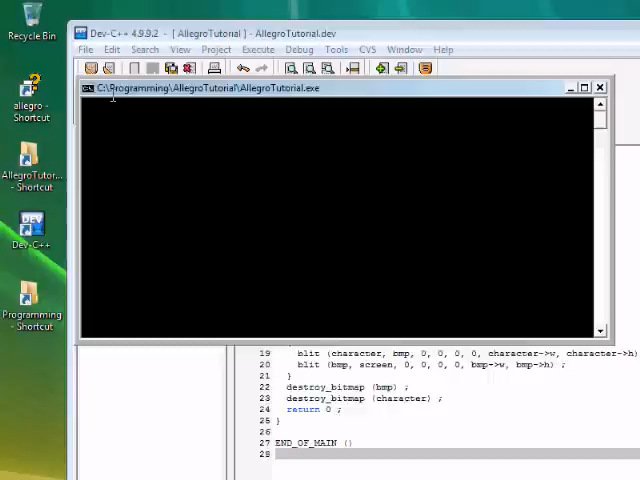 Recycle Bin
allegro -
Shortcut
AllegroTutor...
- Shortcut
Dev-C++
Programming
- Shortcut
Dev-C++ 4.9.9.2 - [ AllegroTutorial ] - AllegroTutorial.dev
File Edit Search View Project Execute Debug Tools CVS Window Help
C:\Programming\AllegroTutorial\AllegroTutorial.exe
19 blit (character, bmp, 0, 0, 0, 0, character->w, character->h)
20 blit (bmp, screen, 0, 0, 0, 0, bmp->w, bmp->h) ;
21 }
22 destroy_bitmap (bmp) ;
23 destroy_bitmap (character) ;
24 return 0 ;
25 }
26
27 END_OF_MAIN ()
28